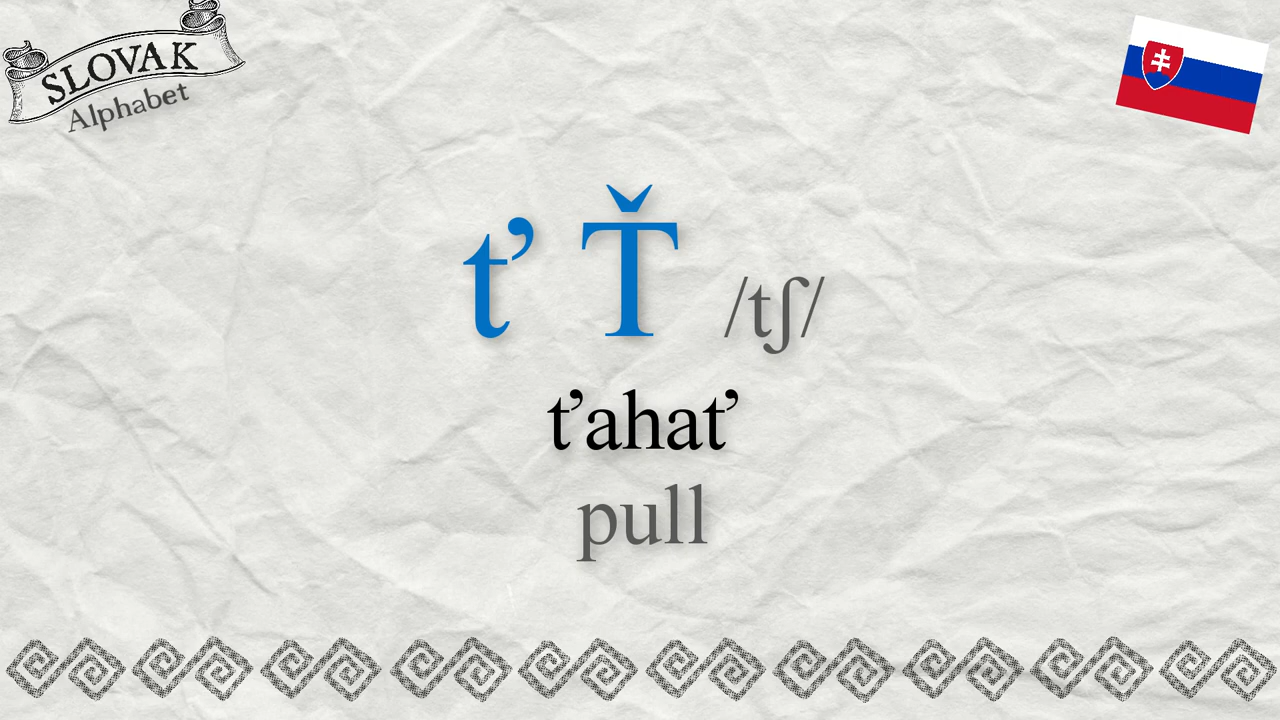 SLOVAK
Alphabet
ť Ť /tʃ/
ťahať
pull